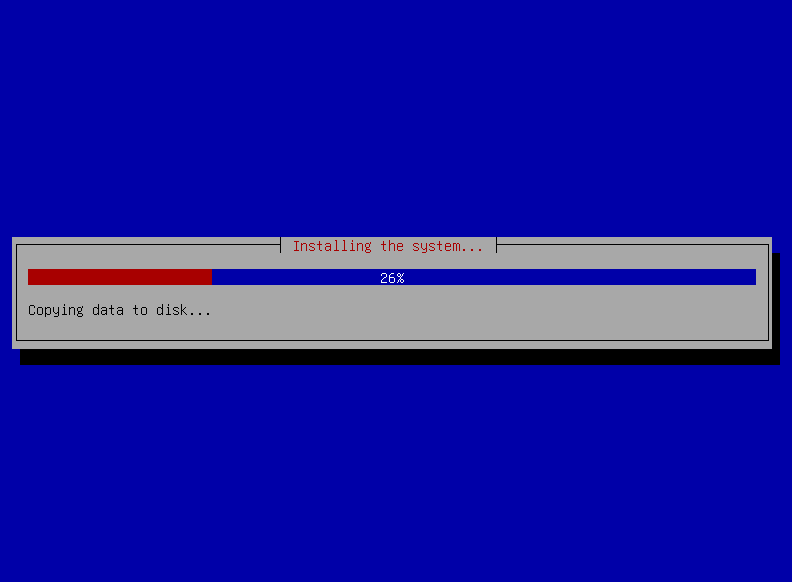 Installing the system...
26%
Copying data to disk...